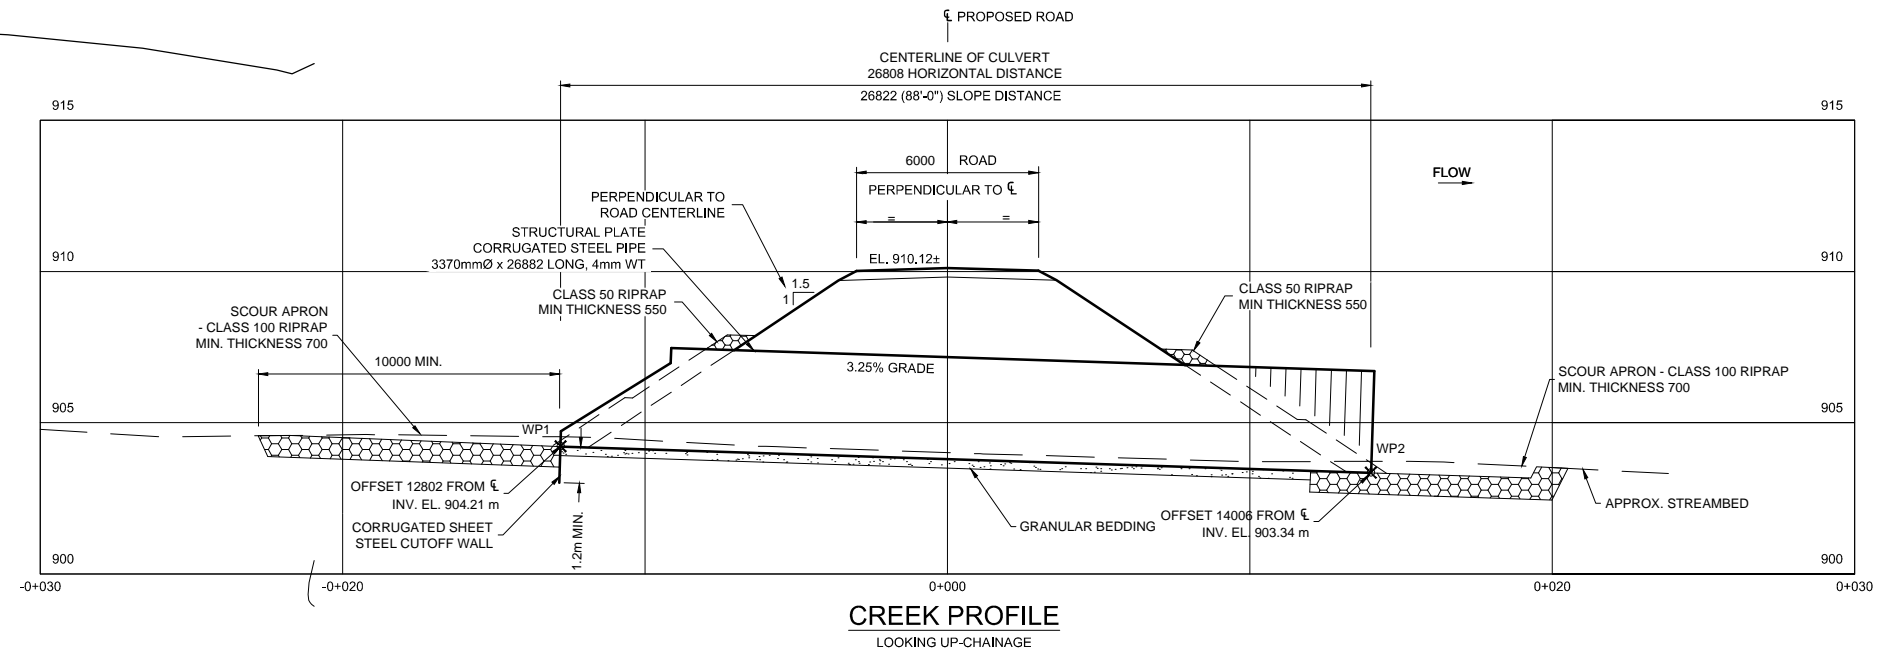 ℄ PROPOSED ROAD
CENTERLINE OF CULVERT
26808 HORIZONTAL DISTANCE
26822 (88'-0") SLOPE DISTANCE
915
915
6000 ROAD
PERPENDICULAR TO ℄
= =
FLOW
PERPENDICULAR TO
ROAD CENTERLINE
STRUCTURAL PLATE
CORRUGATED STEEL PIPE
3370mmØ x 26882 LONG, 4mm WT
EL. 910.12±
910
910
1.5
1
CLASS 50 RIPRAP
MIN THICKNESS 550
CLASS 50 RIPRAP
MIN THICKNESS 550
SCOUR APRON
- CLASS 100 RIPRAP
MIN. THICKNESS 700
10000 MIN.
3.25% GRADE
SCOUR APRON - CLASS 100 RIPRAP
MIN. THICKNESS 700
905
905
WP1
WP2
OFFSET 12802 FROM ℄
INV. EL. 904.21 m
CORRUGATED SHEET
STEEL CUTOFF WALL
1.2m MIN.
GRANULAR BEDDING
OFFSET 14006 FROM ℄
INV. EL. 903.34 m
APPROX. STREAMBED
900
900
-0+030
-0+020
0+000
0+020
0+030
CREEK PROFILE
LOOKING UP-CHAINAGE